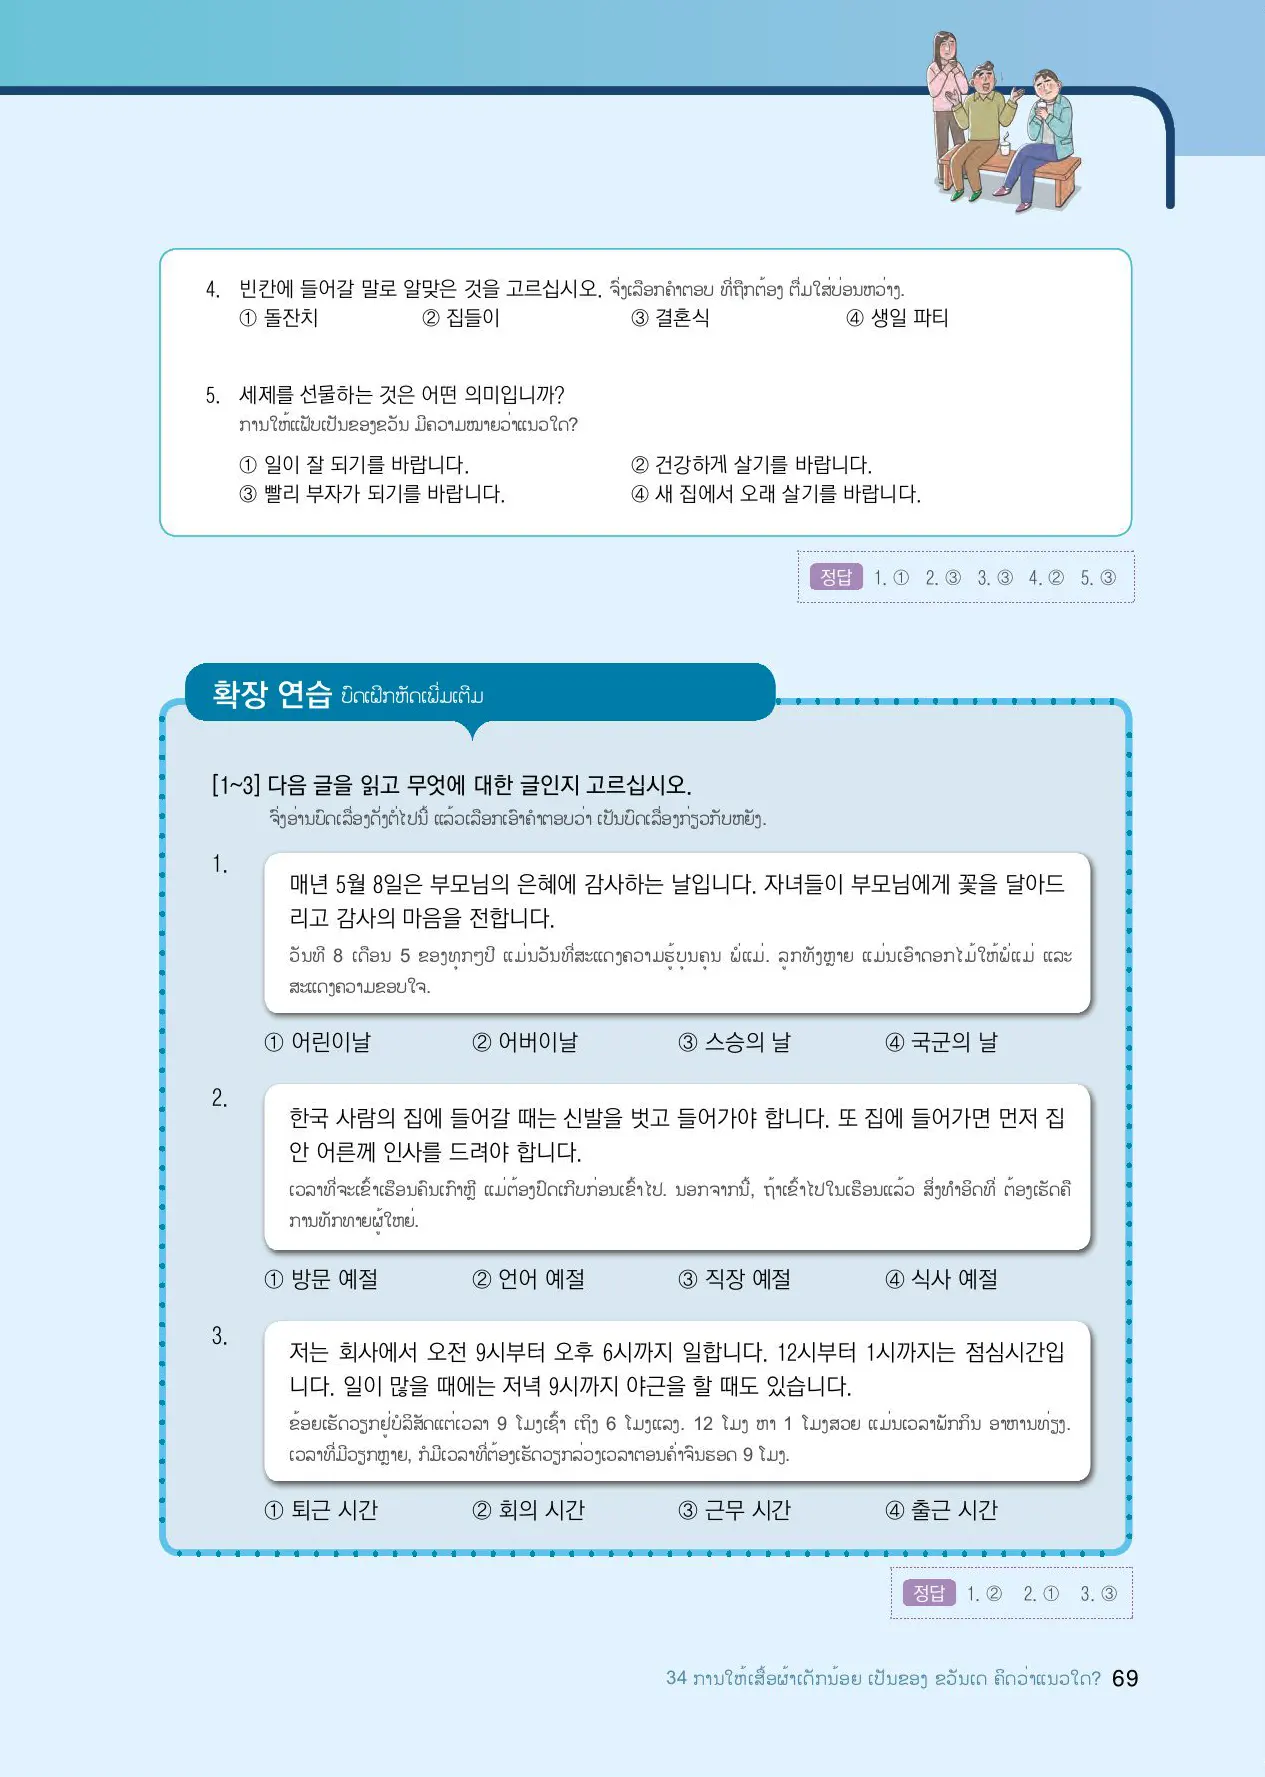 4. 빈칸에 들어갈 말로 알맞은 것을 고르십시오. ຈົ່ງເລືອກຄຳຕອບ ທີ່ຖືກຕ້ອງ ຕື່ມໃສ່ບ່ອນຫວ່າງ.
① 돌잔치 ② 집들이 ③ 결혼식 ④ 생일 파티
5. 세제를 선물하는 것은 어떤 의미입니까?
ການໃຫ້ແຟັບເປັນຂອງຂວັນ ມີຄວາມໝາຍວ່າແນວໃດ?
① 일이 잘 되기를 바랍니다. ② 건강하게 살기를 바랍니다.
③ 빨리 부자가 되기를 바랍니다. ④ 새 집에서 오래 살기를 바랍니다.
정답 1. ① 2. ③ 3. ③ 4. ② 5. ③
확장 연습 ບົດເຝິກຫັດເພີ່ມເຕີມ
[1~3] 다음 글을 읽고 무엇에 대한 글인지 고르십시오.
ຈົ່ງອ່ານບົດເລື່ອງດັ່ງຕໍ່ໄປນີ້ ແລ້ວເລືອກເອົາຄຳຕອບວ່າ ເປັນບົດເລື່ອງກ່ຽວກັບຫຍັງ.
1.
매년 5월 8일은 부모님의 은혜에 감사하는 날입니다. 자녀들이 부모님에게 꽃을 달아드
리고 감사의 마음을 전합니다.
ວັນທີ 8 ເດືອນ 5 ຂອງທຸກໆປີ ແມ່ນວັນທີ່ສະແດງຄວາມຮູ້ບຸນຄຸນ ພໍ່ແມ່. ລູກທັງຫຼາຍ ແມ່ນເອົາດອກໄມ້ໃຫ້ພໍ່ແມ່ ແລະ
ສະແດງຄວາມຂອບໃຈ.
① 어린이날 ② 어버이날 ③ 스승의 날 ④ 국군의 날
2.
한국 사람의 집에 들어갈 때는 신발을 벗고 들어가야 합니다. 또 집에 들어가면 먼저 집
안 어른께 인사를 드려야 합니다.
ເວລາທີ່ຈະເຂົ້າເຮືອນຄົນເກົາຫຼີ ແມ່ຕ້ອງປົດເກີບກ່ອນເຂົ້າໄປ. ນອກຈາກນີ້, ຖ້າເຂົ້າໄປໃນເຮືອນແລ້ວ ສິ່ງທຳອິດທີ່ ຕ້ອງເຮັດຄື
ການທັກທາຍຜູ້ໃຫຍ່.
① 방문 예절 ② 언어 예절 ③ 직장 예절 ④ 식사 예절
3.
저는 회사에서 오전 9시부터 오후 6시까지 일합니다. 12시부터 1시까지는 점심시간입
니다. 일이 많을 때에는 저녁 9시까지 야근을 할 때도 있습니다.
ຂ້ອຍເຮັດວຽກຢູ່ບໍລິສັດແຕ່ເວລາ 9 ໂມງເຊົ້າ ເຖິງ 6 ໂມງແລງ. 12 ໂມງ ຫາ 1 ໂມງສວຍ ແມ່ນເວລາພັກກິນ ອາຫານທ່ຽງ.
ເວລາທີ່ມີວຽກຫຼາຍ, ກໍມີເວລາທີ່ຕ້ອງເຮັດວຽກລ່ວງເວລາຕອນຄ່ຳຈົນຮອດ 9 ໂມງ.
① 퇴근 시간 ② 회의 시간 ③ 근무 시간 ④ 출근 시간
정답 1. ② 2. ① 3. ③
34 ການໃຫ້ເສື້ອຜ້າເດັກນ້ອຍ ເປັນຂອງ ຂວັນເດ ຄິດວ່າແນວໃດ? 69